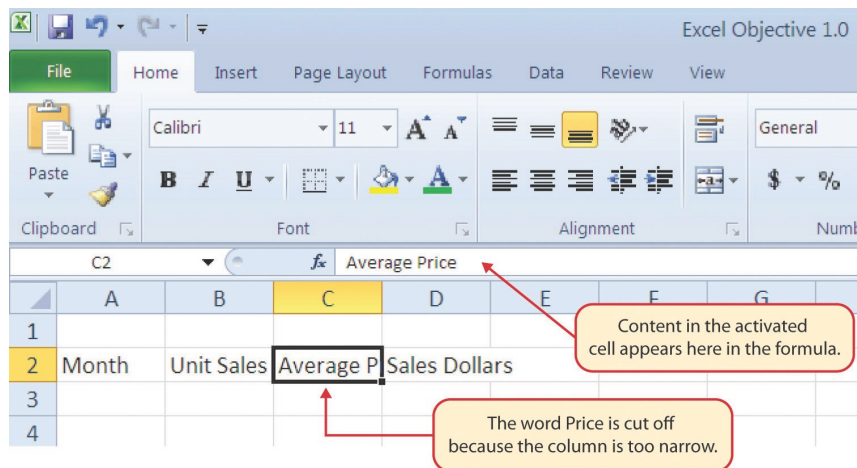 Excel Objective 1.0
File Home Insert Page Layout Formulas Data Review View
Calibri 11 A A General
Paste B I U A a $ %
Clipboard Font Alignment
C2 fx Average Price
A B C D E F G
1
Content in the activated
cell appears here in the formula.
2 Month Unit Sales Average P Sales Dollars
3
The word Price is cut off
because the column is too narrow.
4